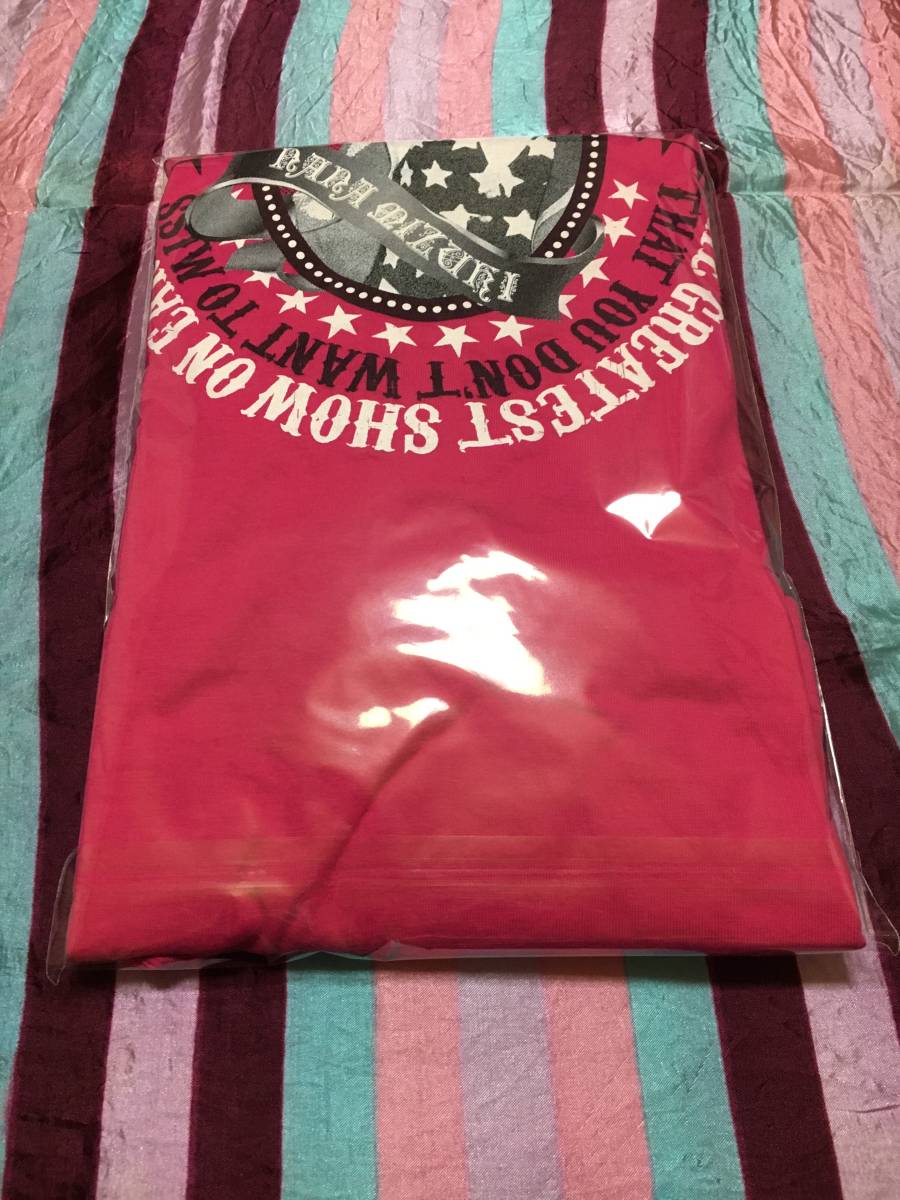 NANA MIZUKI
THAT YOU DON'T WANT TO MISS
GREATEST SHOW ON